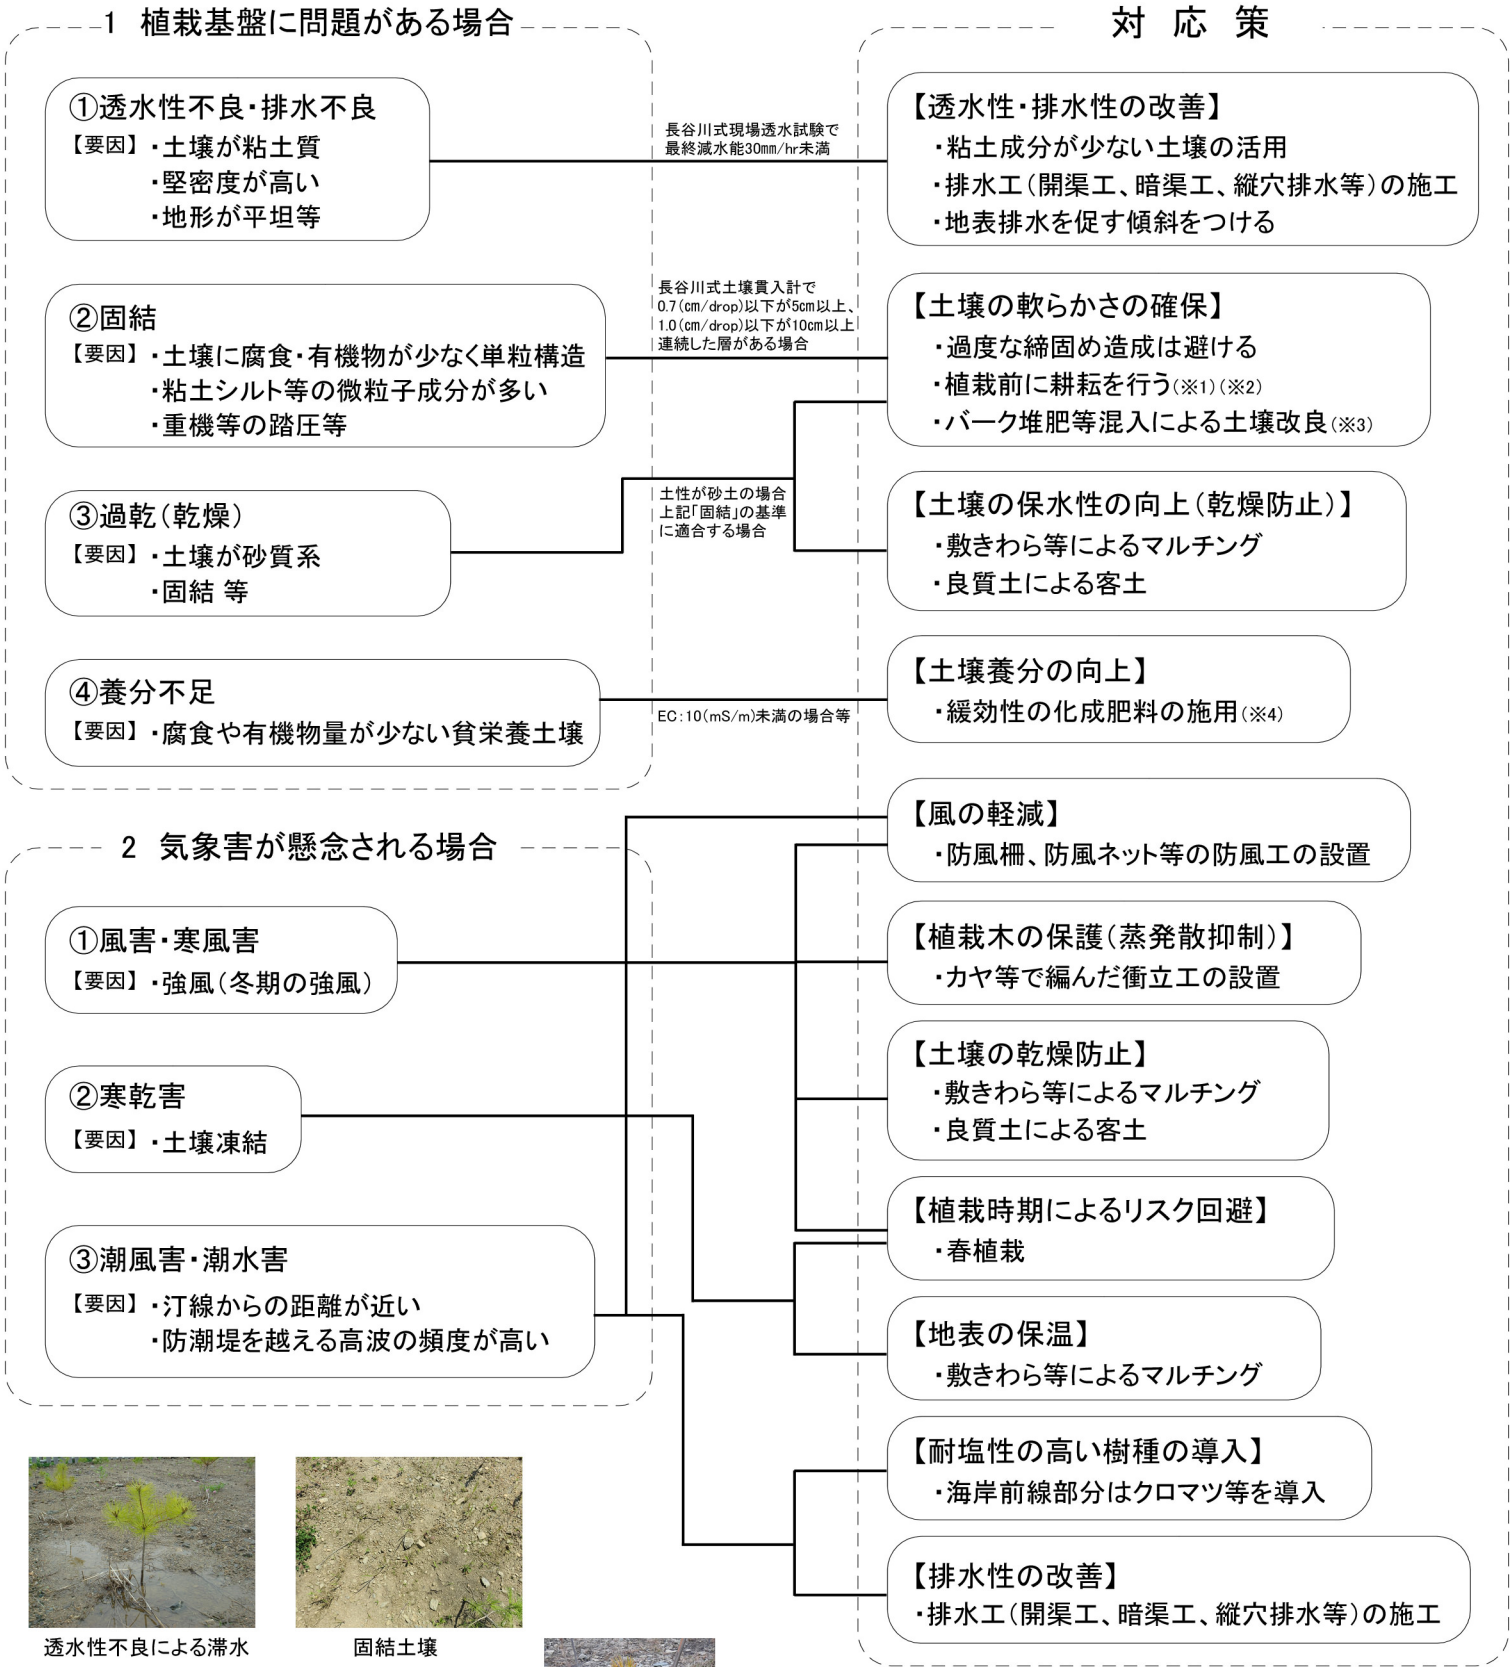 1 植栽基盤に問題がある場合
①透水性不良・排水不良
【要因】・土壌が粘土質
・堅密度が高い
・地形が平坦等
②固結
【要因】・土壌に腐食・有機物が少なく単粒構造
・粘土シルト等の微粒子成分が多い
・重機等の踏圧等
③過乾(乾燥)
【要因】・土壌が砂質系
・固結 等
④養分不足
【要因】・腐食や有機物量が少ない貧栄養土壌
長谷川式現場透水試験で
最終減水能30mm/hr未満
長谷川式土壌貫入計で
0.7(cm/drop)以下が5cm以上、
1.0(cm/drop)以下が10cm以上
連続した層がある場合
土性が砂土の場合
上記「固結」の基準
に適合する場合
EC:10(mS/m)未満の場合等
2 気象害が懸念される場合
①風害・寒風害
【要因】・強風(冬期の強風)
②寒乾害
【要因】・土壌凍結
③潮風害・潮水害
【要因】・汀線からの距離が近い
・防潮堤を越える高波の頻度が高い
対応策
【透水性・排水性の改善】
・粘土成分が少ない土壌の活用
・排水工(開渠工、暗渠工、縦穴排水等)の施工
・地表排水を促す傾斜をつける
【土壌の軟らかさの確保】
・過度な締固め造成は避ける
・植栽前に耕耘を行う(※1)(※2)
・バーク堆肥等混入による土壌改良(※3)
【土壌の保水性の向上(乾燥防止)】
・敷きわら等によるマルチング
・良質土による客土
【土壌養分の向上】
・緩効性の化成肥料の施用(※4)
【風の軽減】
・防風柵、防風ネット等の防風工の設置
【植栽木の保護(蒸発散抑制)】
・カヤ等で編んだ衝立工の設置
【土壌の乾燥防止】
・敷きわら等によるマルチング
・良質土による客土
【植栽時期によるリスク回避】
・春植栽
【地表の保温】
・敷きわら等によるマルチング
【耐塩性の高い樹種の導入】
・海岸前線部分はクロマツ等を導入
【排水性の改善】
・排水工(開渠工、暗渠工、縦穴排水等)の施工
透水性不良による滞水
固結土壌